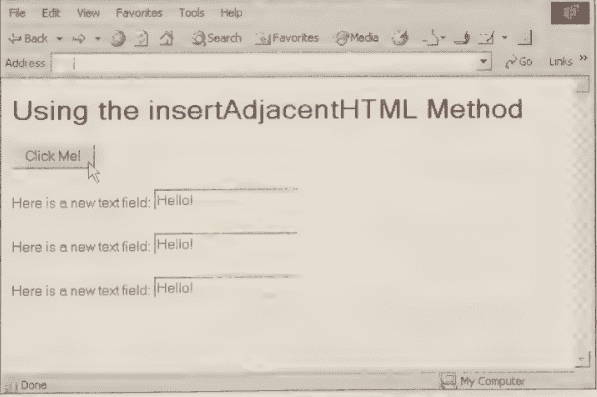 File Edit View Favorites Tools Help
Back Search Favorites Media
Address Go Links »
Using the insertAdjacentHTML Method
Click Me!
Here is a new text field: Hello!
Here is a new text field: Hello!
Here is a new text field: Hello!
Done My Computer